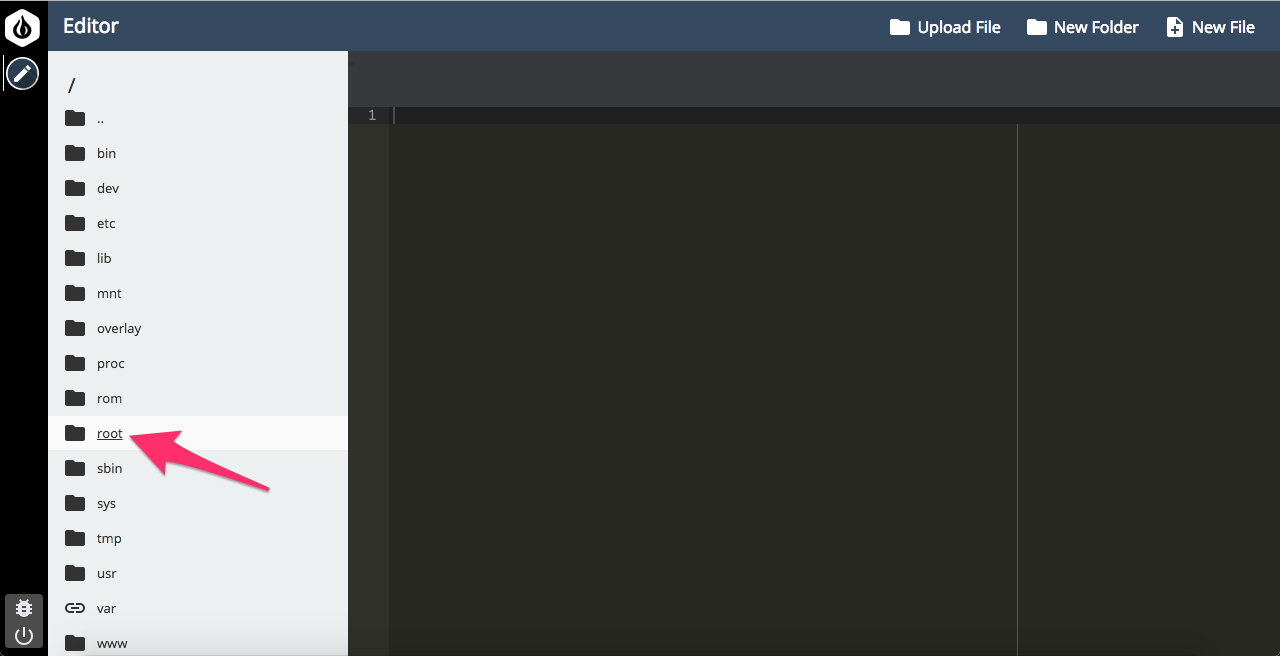 Editor
Upload File
New Folder
New File
/
..
bin
dev
etc
lib
mnt
overlay
proc
rom
root
sbin
sys
tmp
usr
var
www
1